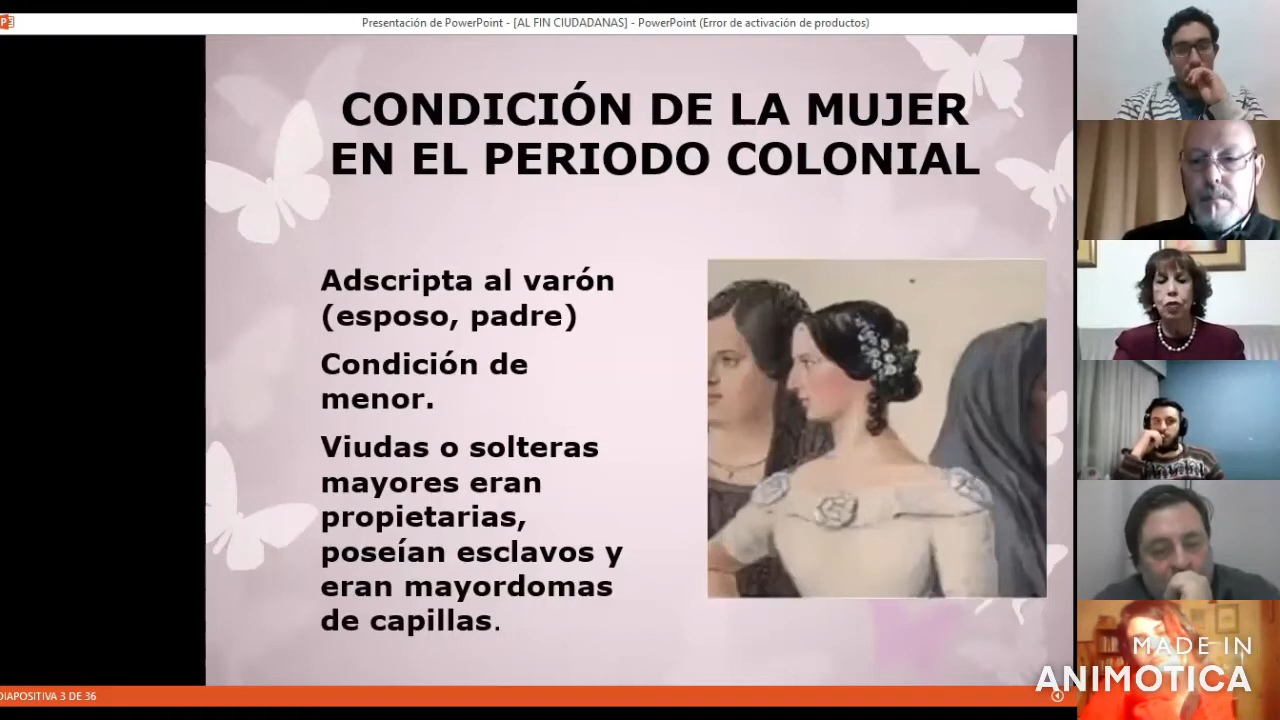 Presentación de PowerPoint - [AL FIN CIUDADANAS] - PowerPoint (Error de activación de productos)
CONDICIÓN DE LA MUJER
EN EL PERIODO COLONIAL
Adscripta al varón
(esposo, padre)
Condición de
menor.
Viudas o solteras
mayores eran
propietarias,
poseían esclavos y
eran mayordomas
de capillas.
DIAPOSITIVA 3 DE 36
MADE IN
ANIMOTICA